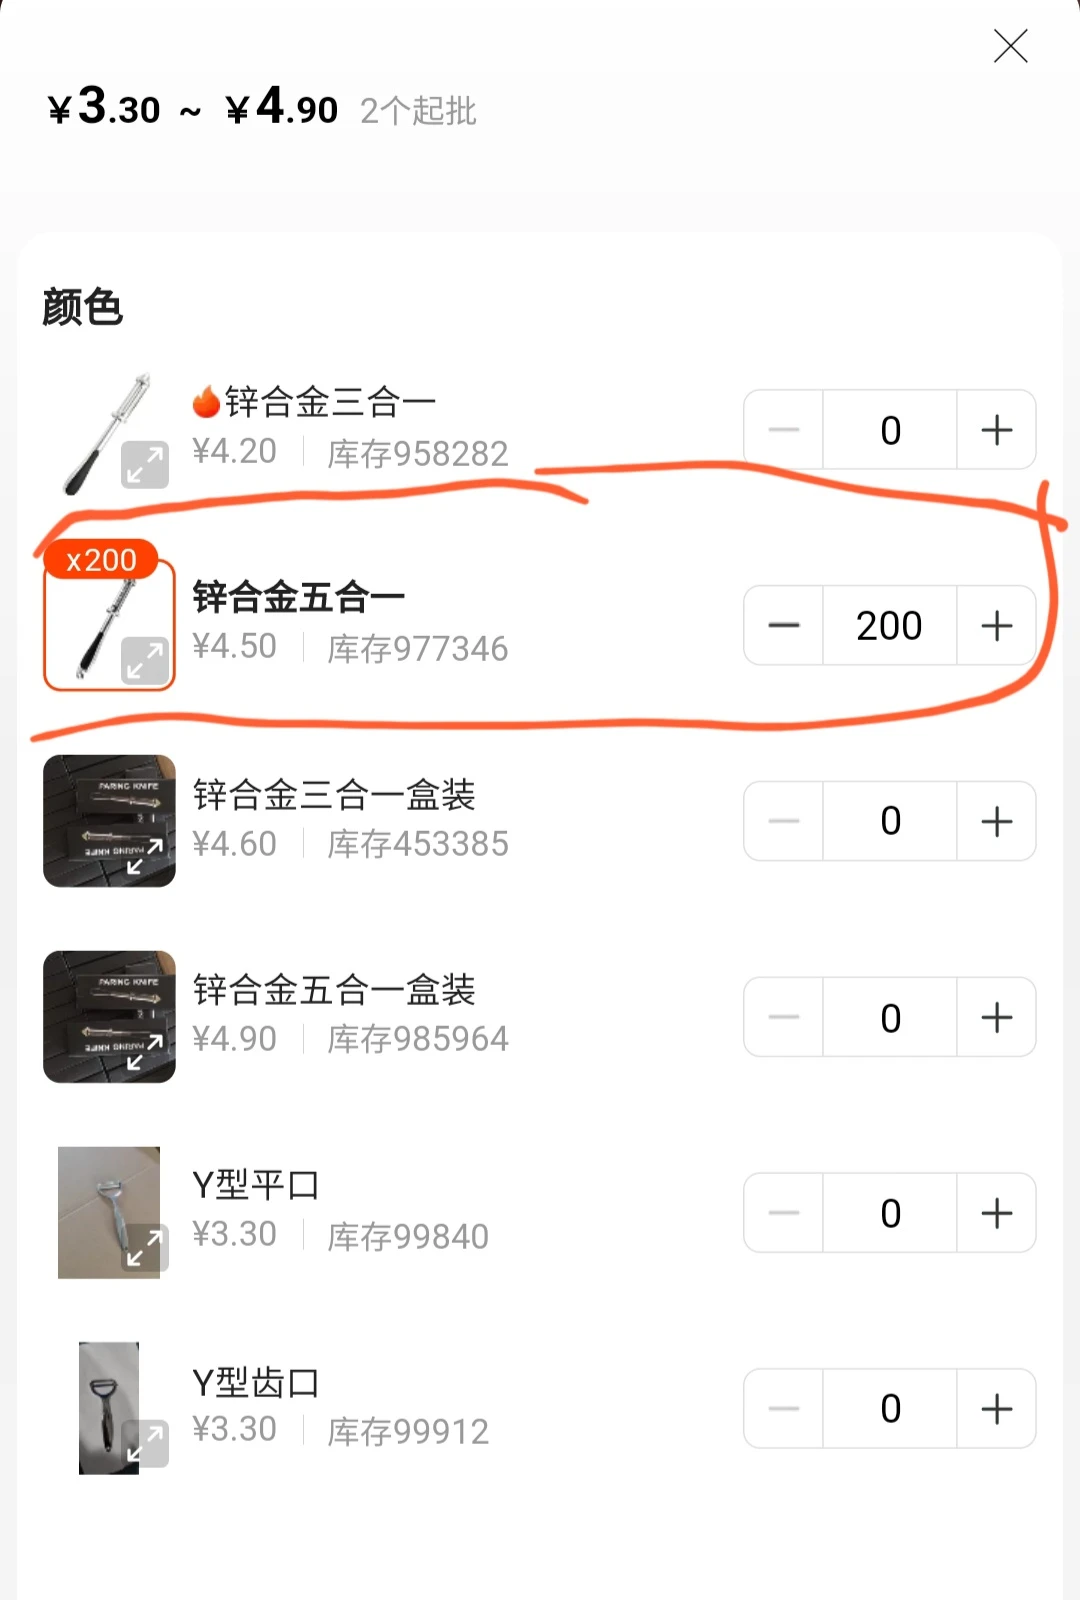 ¥3.30 ~ ¥4.90 2个起批
颜色
🔥锌合金三合一
¥4.20 库存958282
0
x200
锌合金五合一
¥4.50 库存977346
200
PARING KNIFE
PARING KNIFE
锌合金三合一盒装
¥4.60 库存453385
0
PARING KNIFE
PARING KNIFE
锌合金五合一盒装
¥4.90 库存985964
0
Y型平口
¥3.30 库存99840
0
Y型齿口
¥3.30 库存99912
0